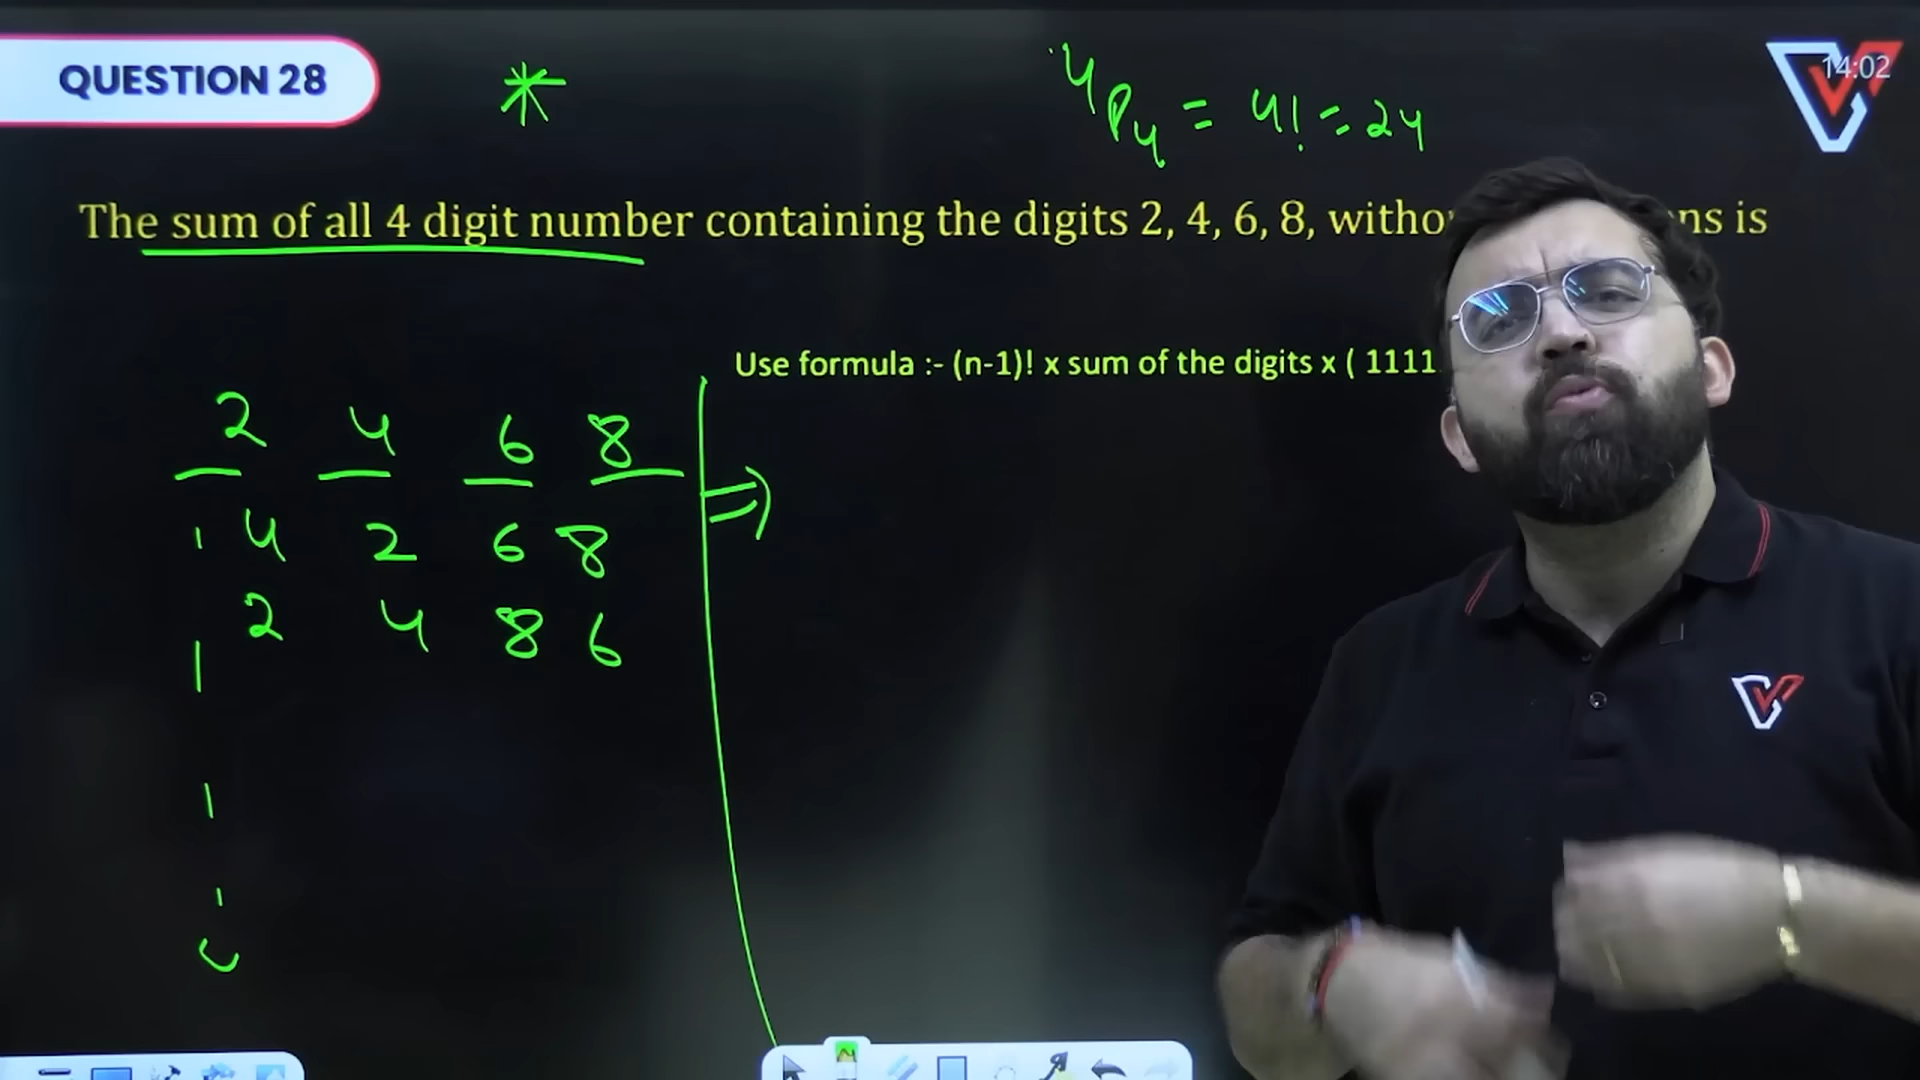 QUESTION 28
*
4P4 = 4! = 24
14:02
The sum of all 4 digit number containing the digits 2, 4, 6, 8, is
Use formula :- (n-1)! x sum of the digits x ( 1111
2 4 6 8
4 2 6 8
2 4 8 6